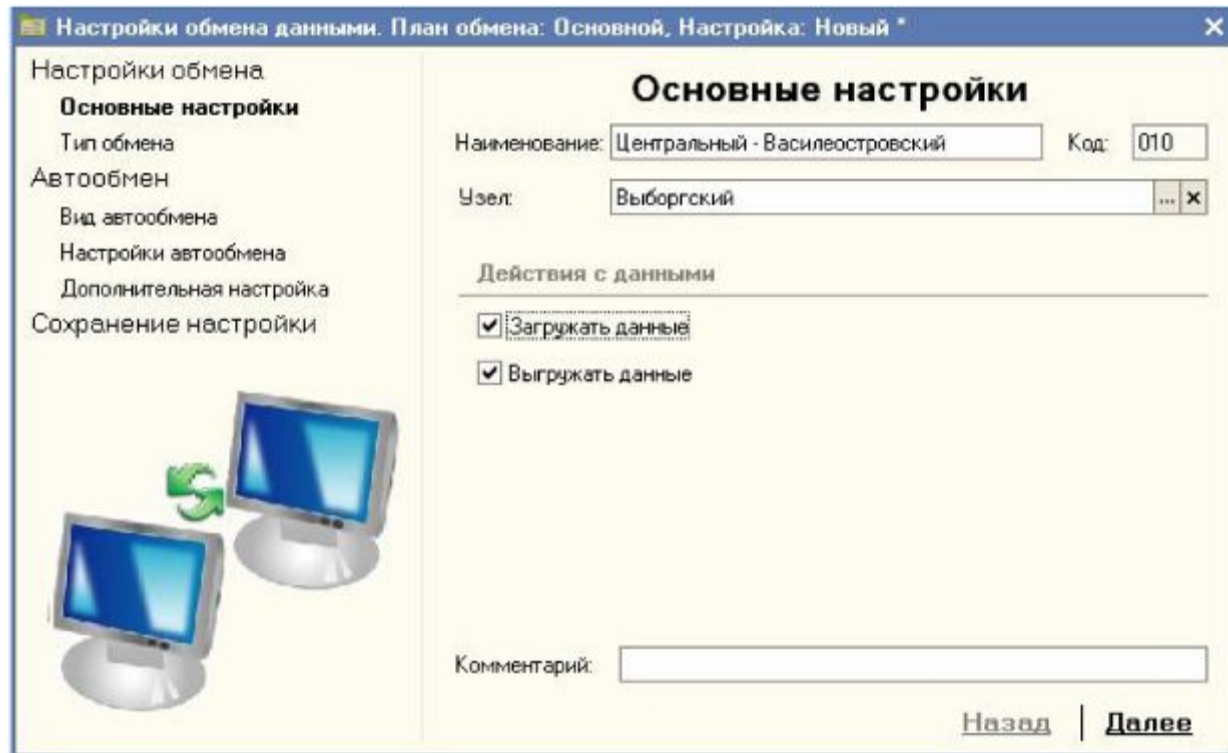 Настройки обмена данными. План обмена: Основной, Настройка: Новый *
Настройки обмена
Основные настройки
Тип обмена
Автообмен
Вид автообмена
Настройки автообмена
Дополнительная настройка
Сохранение настройки
Основные настройки
Наименование: Центральный - Василеостровский Код: 010
Узел: Выборгский ...
Действия с данными
Загружать данные
Выгружать данные
Комментарий:
Назад | Далее